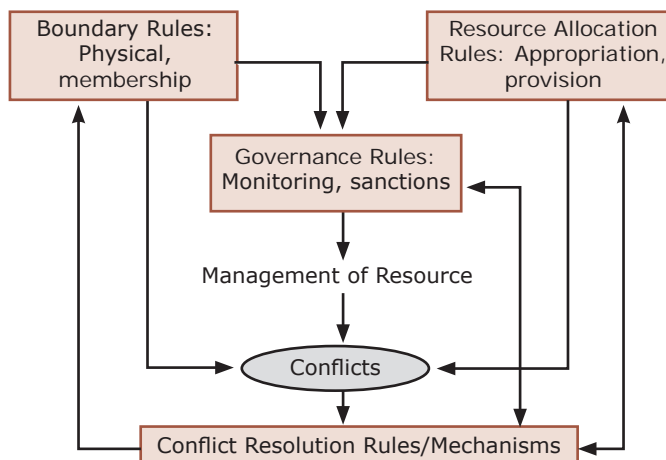 Boundary Rules:
Physical,
membership
Resource Allocation
Rules: Appropriation,
provision
Governance Rules:
Monitoring, sanctions
Management of Resource
Conflicts
Conflict Resolution Rules/Mechanisms